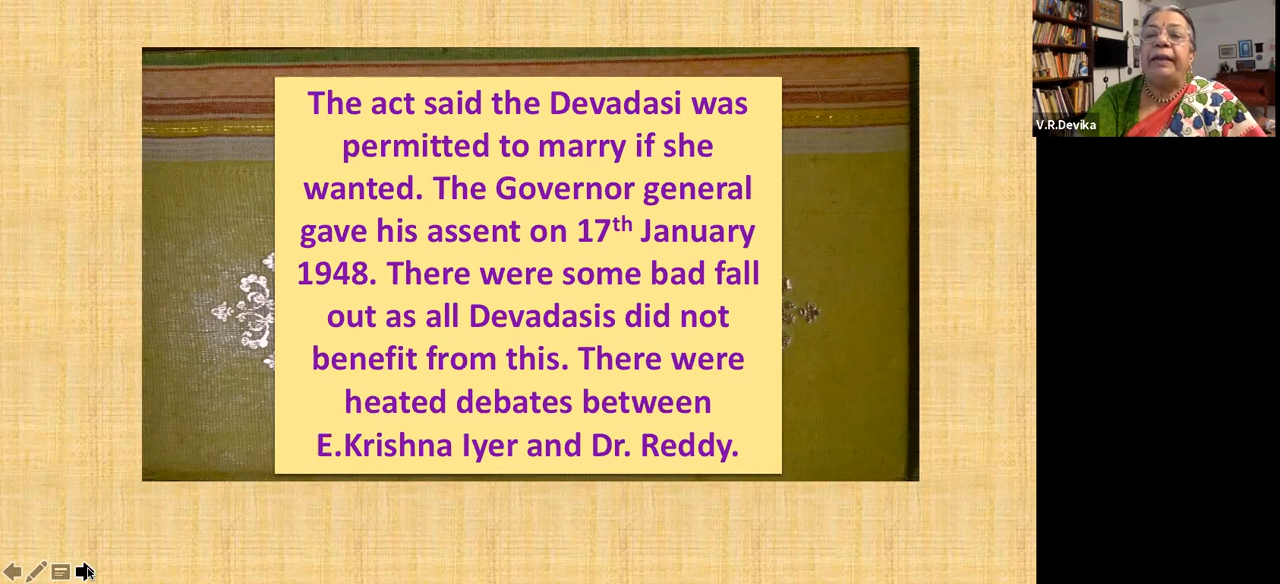 The act said the Devadasi was
permitted to marry if she
wanted. The Governor general
gave his assent on 17th January
1948. There were some bad fall
out as all Devadasis did not
benefit from this. There were
heated debates between
E.Krishna Iyer and Dr. Reddy.
V.R.Devika